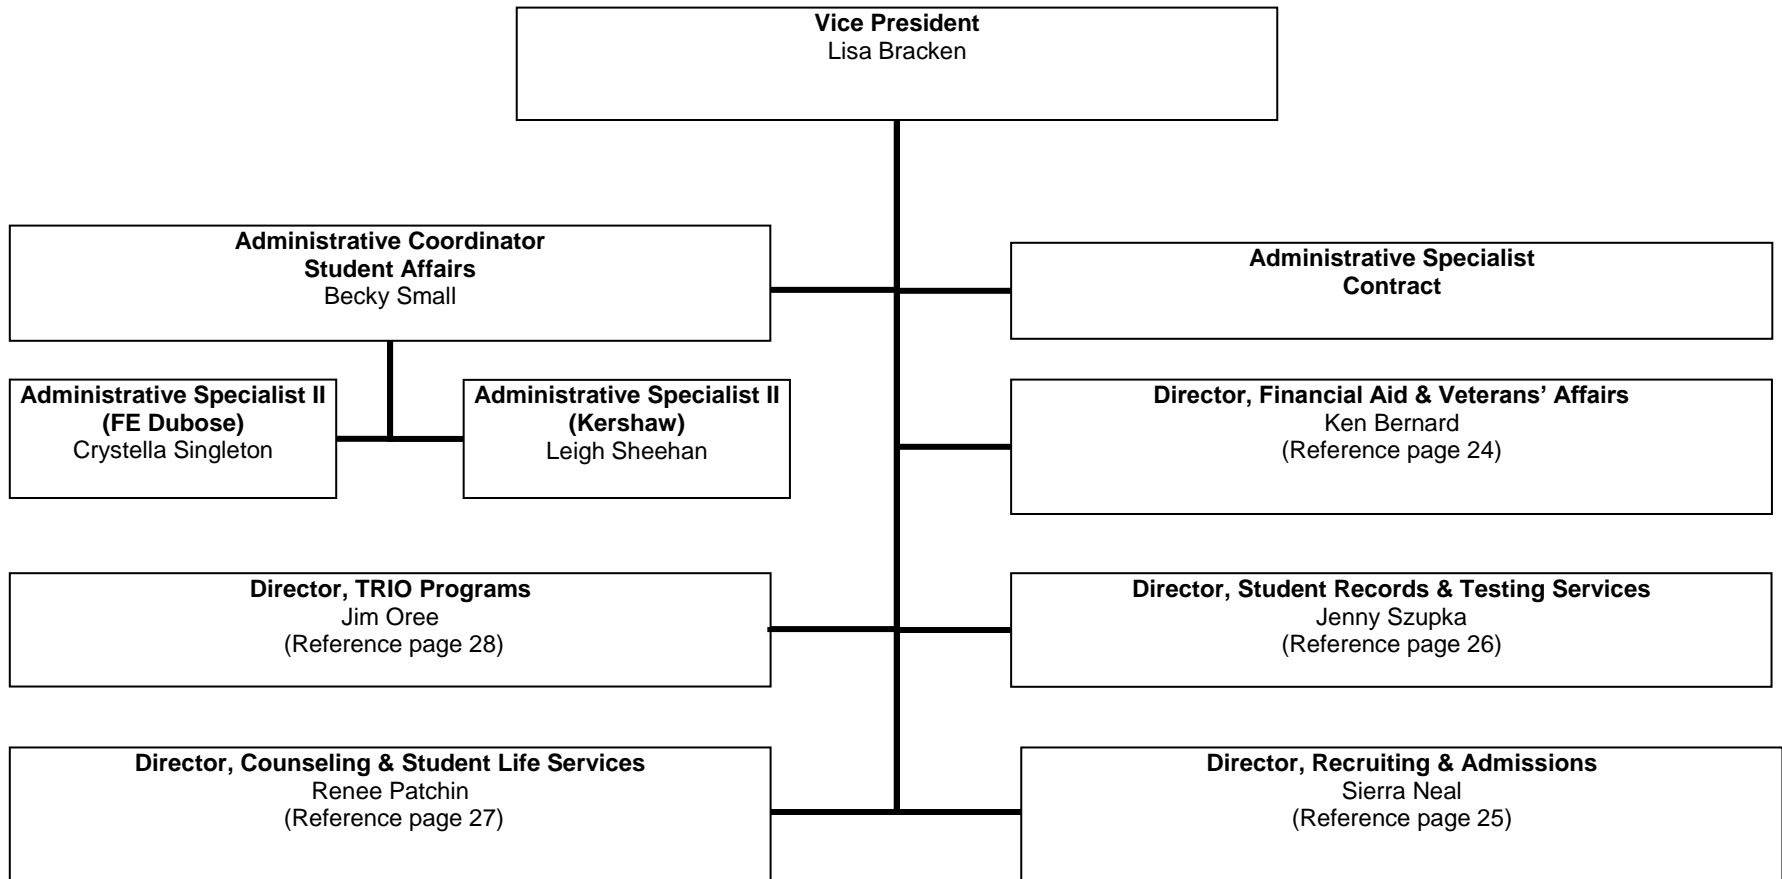 Vice President
Lisa Bracken
Administrative Coordinator
Student Affairs
Becky Small
Administrative Specialist
Contract
Administrative Specialist II
(FE Dubose)
Crystella Singleton
Administrative Specialist II
(Kershaw)
Leigh Sheehan
Director, Financial Aid & Veterans’ Affairs
Ken Bernard
(Reference page 24)
Director, TRIO Programs
Jim Oree
(Reference page 28)
Director, Student Records & Testing Services
Jenny Szupka
(Reference page 26)
Director, Counseling & Student Life Services
Renee Patchin
(Reference page 27)
Director, Recruiting & Admissions
Sierra Neal
(Reference page 25)